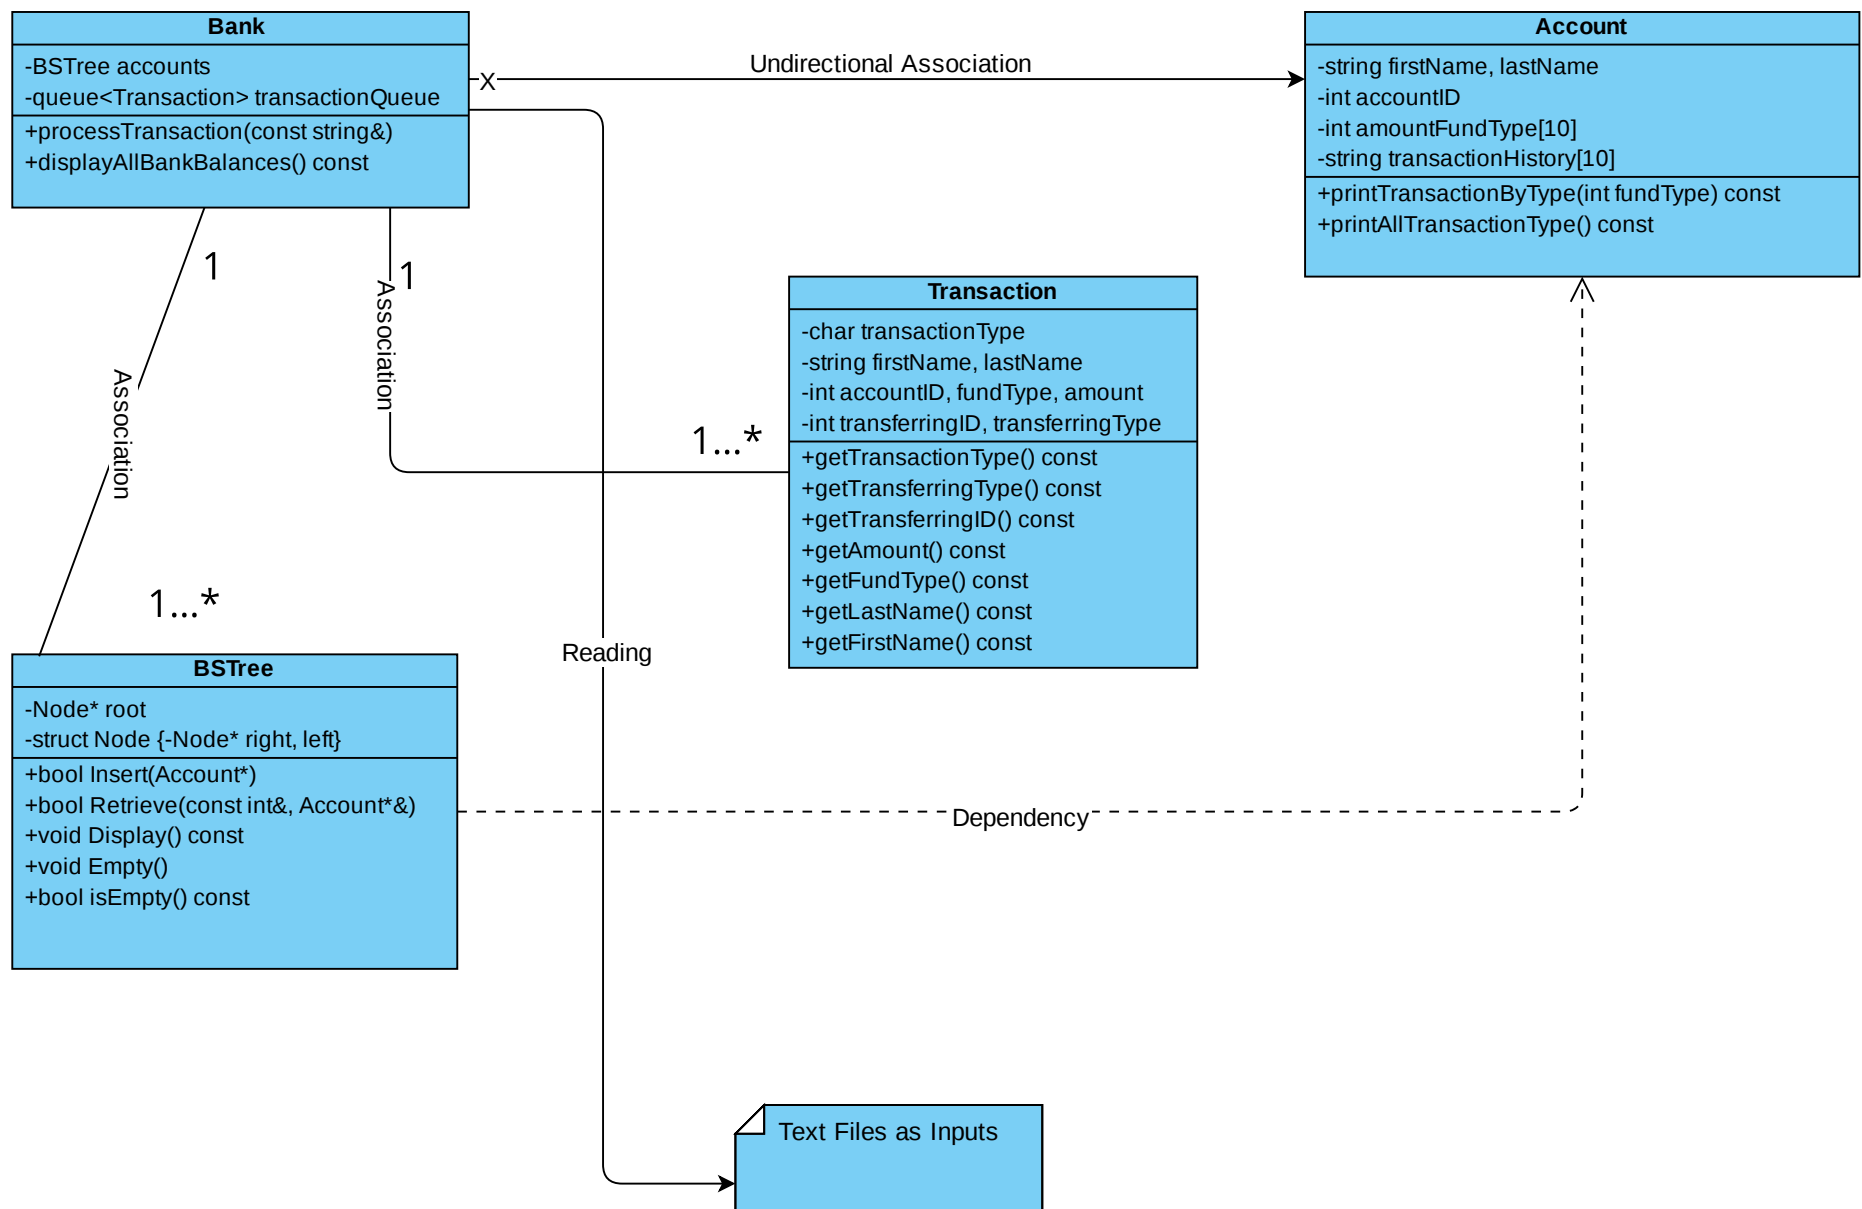 Bank
-BSTree accounts
-queue<Transaction> transactionQueue
+processTransaction(const string&)
+displayAllBankBalances() const
X
Undirectional Association
Account
-string firstName, lastName
-int accountID
-int amountFundType[10]
-string transactionHistory[10]
+printTransactionByType(int fundType) const
+printAllTransactionType() const
1
Association
1...*
1
Association
1...*
Transaction
-char transactionType
-string firstName, lastName
-int accountID, fundType, amount
-int transferringID, transferringType
+getTransactionType() const
+getTransferringType() const
+getTransferringID() const
+getAmount() const
+getFundType() const
+getLastName() const
+getFirstName() const
Reading
BSTree
-Node* root
-struct Node {-Node* right, left}
+bool Insert(Account*)
+bool Retrieve(const int&, Account*&)
+void Display() const
+void Empty()
+bool isEmpty() const
Dependency
Text Files as Inputs